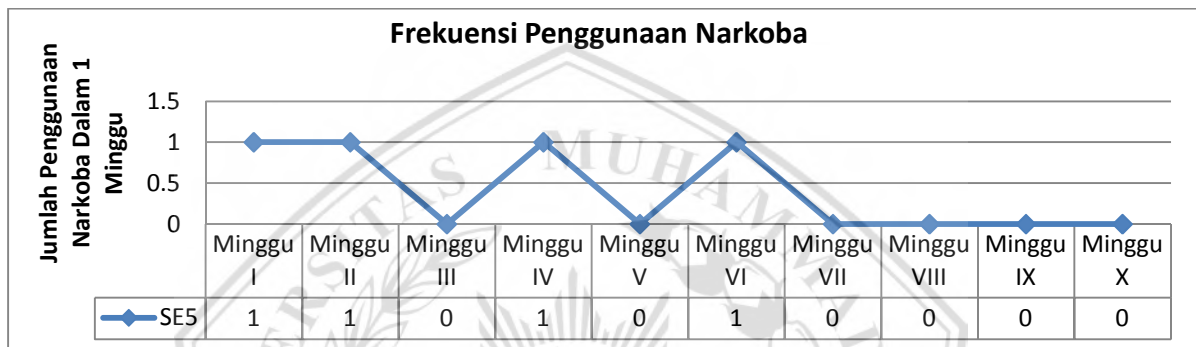 Frekuensi Penggunaan Narkoba
Jumlah Penggunaan
Narkoba Dalam 1
Minggu
1.5
1
0.5
0
Minggu I Minggu II Minggu III Minggu IV Minggu V Minggu VI Minggu VII Minggu VIII Minggu IX Minggu X
SE5 1 1 0 1 0 1 0 0 0 0
ERSITAS MUHAMMAD